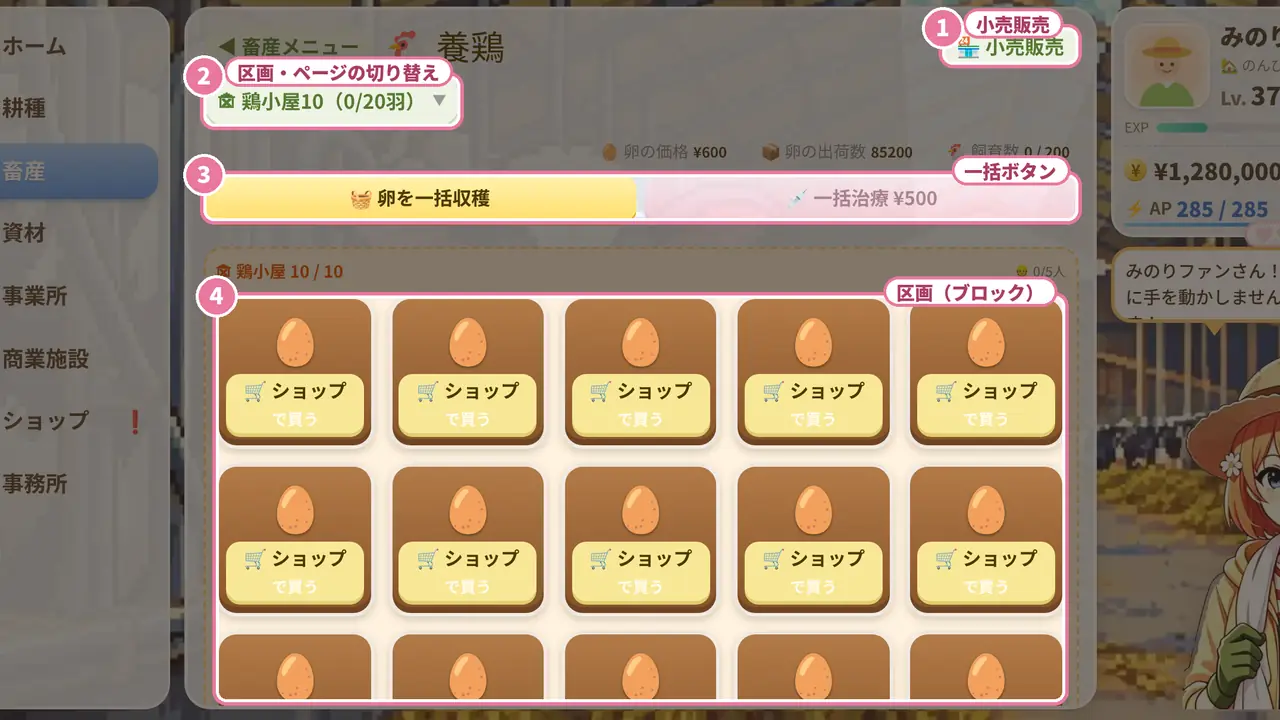 ホーム
耕種
畜産
資材
事業所
商業施設
ショップ ❗
事務所
◀ 畜産メニュー
養鶏
1 小売販売
小売販売
2 区画・ページの切り替え
鶏小屋10（0/20羽） ▼
卵の価格 ¥600
卵の出荷数 85200
飼育数 0 / 200
3 一括ボタン
卵を一括収穫
一括治療 ¥500
鶏小屋 10 / 10
0/5人
4 区画（ブロック）
ショップ
で買う
ショップ
で買う
ショップ
で買う
ショップ
で買う
ショップ
で買う
ショップ
で買う
ショップ
で買う
ショップ
で買う
ショップ
で買う
ショップ
で買う
みのり
のんび
Lv. 37
EXP
¥ ¥1,280,000
AP 285 / 285
みのりファンさん！
に手を動かしません